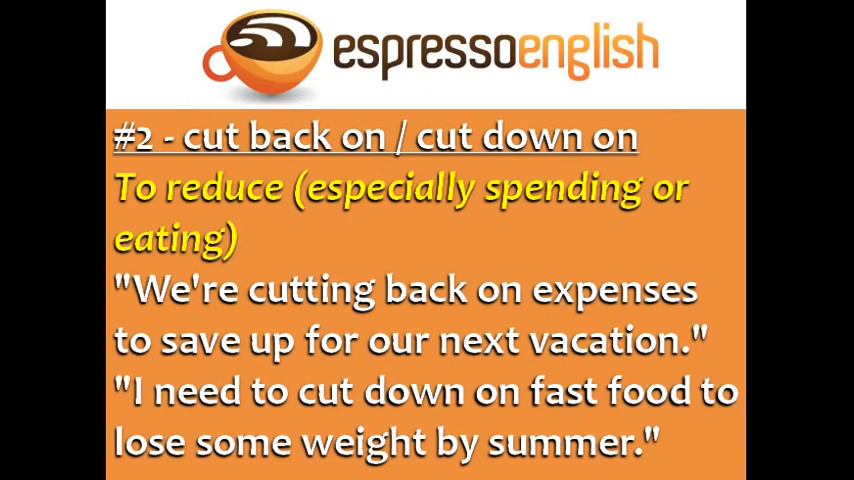 espressoenglish
#2 - cut back on / cut down on
To reduce (especially spending or
eating)
"We're cutting back on expenses
to save up for our next vacation."
"I need to cut down on fast food to
lose some weight by summer."